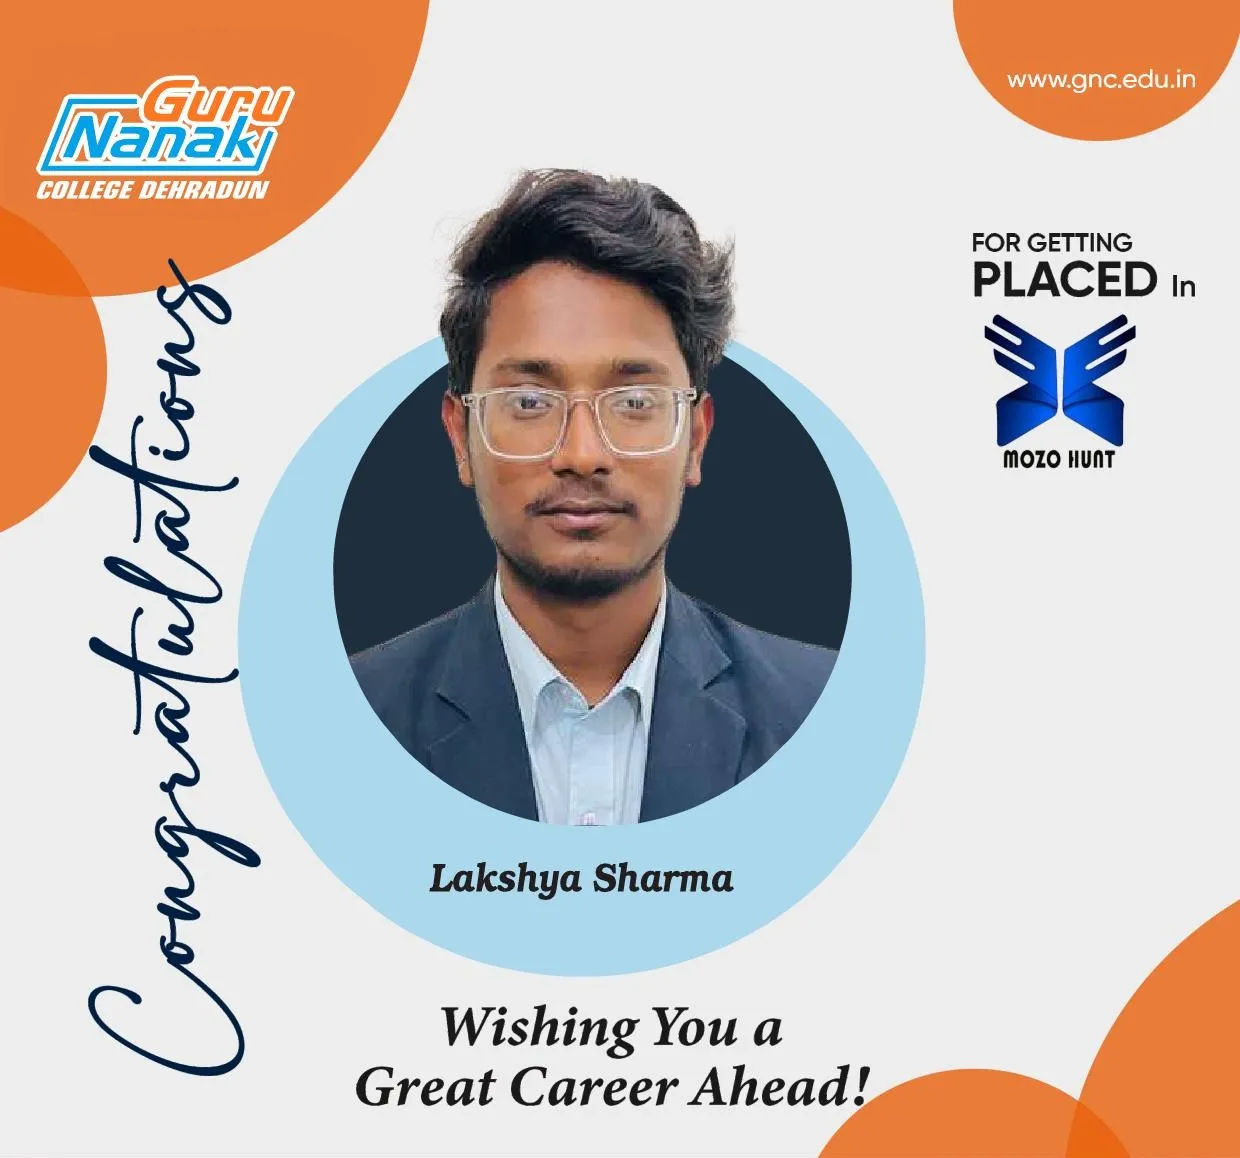 Guru
Nanak
COLLEGE DEHRADUN
www.gnc.edu.in
Congratulations
FOR GETTING
PLACED In
MOZO HUNT
Lakshya Sharma
Wishing You a
Great Career Ahead!